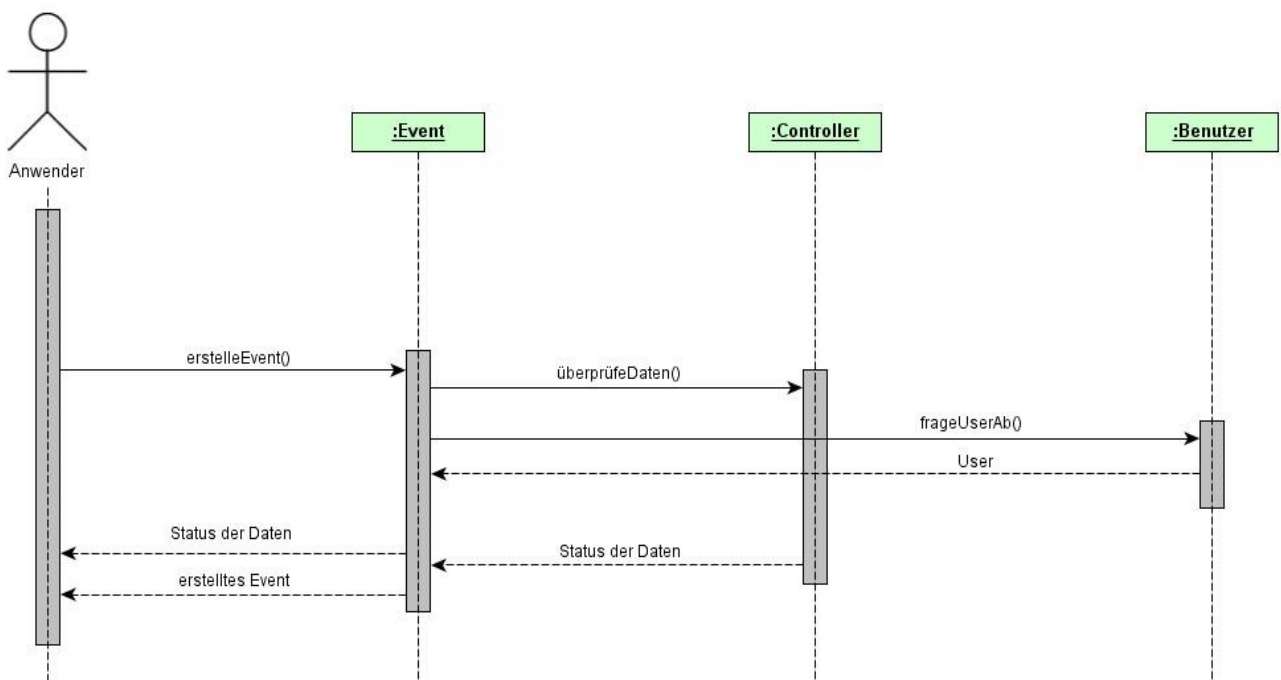 :Event
:Controller
:Benutzer
Anwender
erstelleEvent()
überprüfeDaten()
frageUserAb()
User
Status der Daten
Status der Daten
erstelltes Event